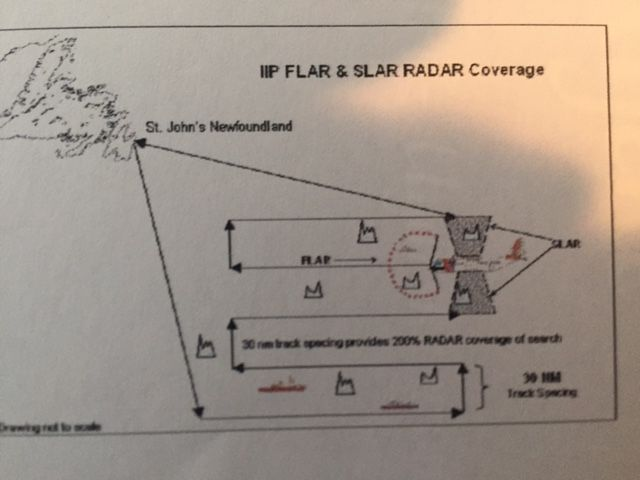 IIP FLAR & SLAR RADAR Coverage
St. John's Newfoundland
SLAR
FLAR
30 nm track spacing provides 200% RADAR coverage of search
30 NM
Track Spacing
Drawing not to scale